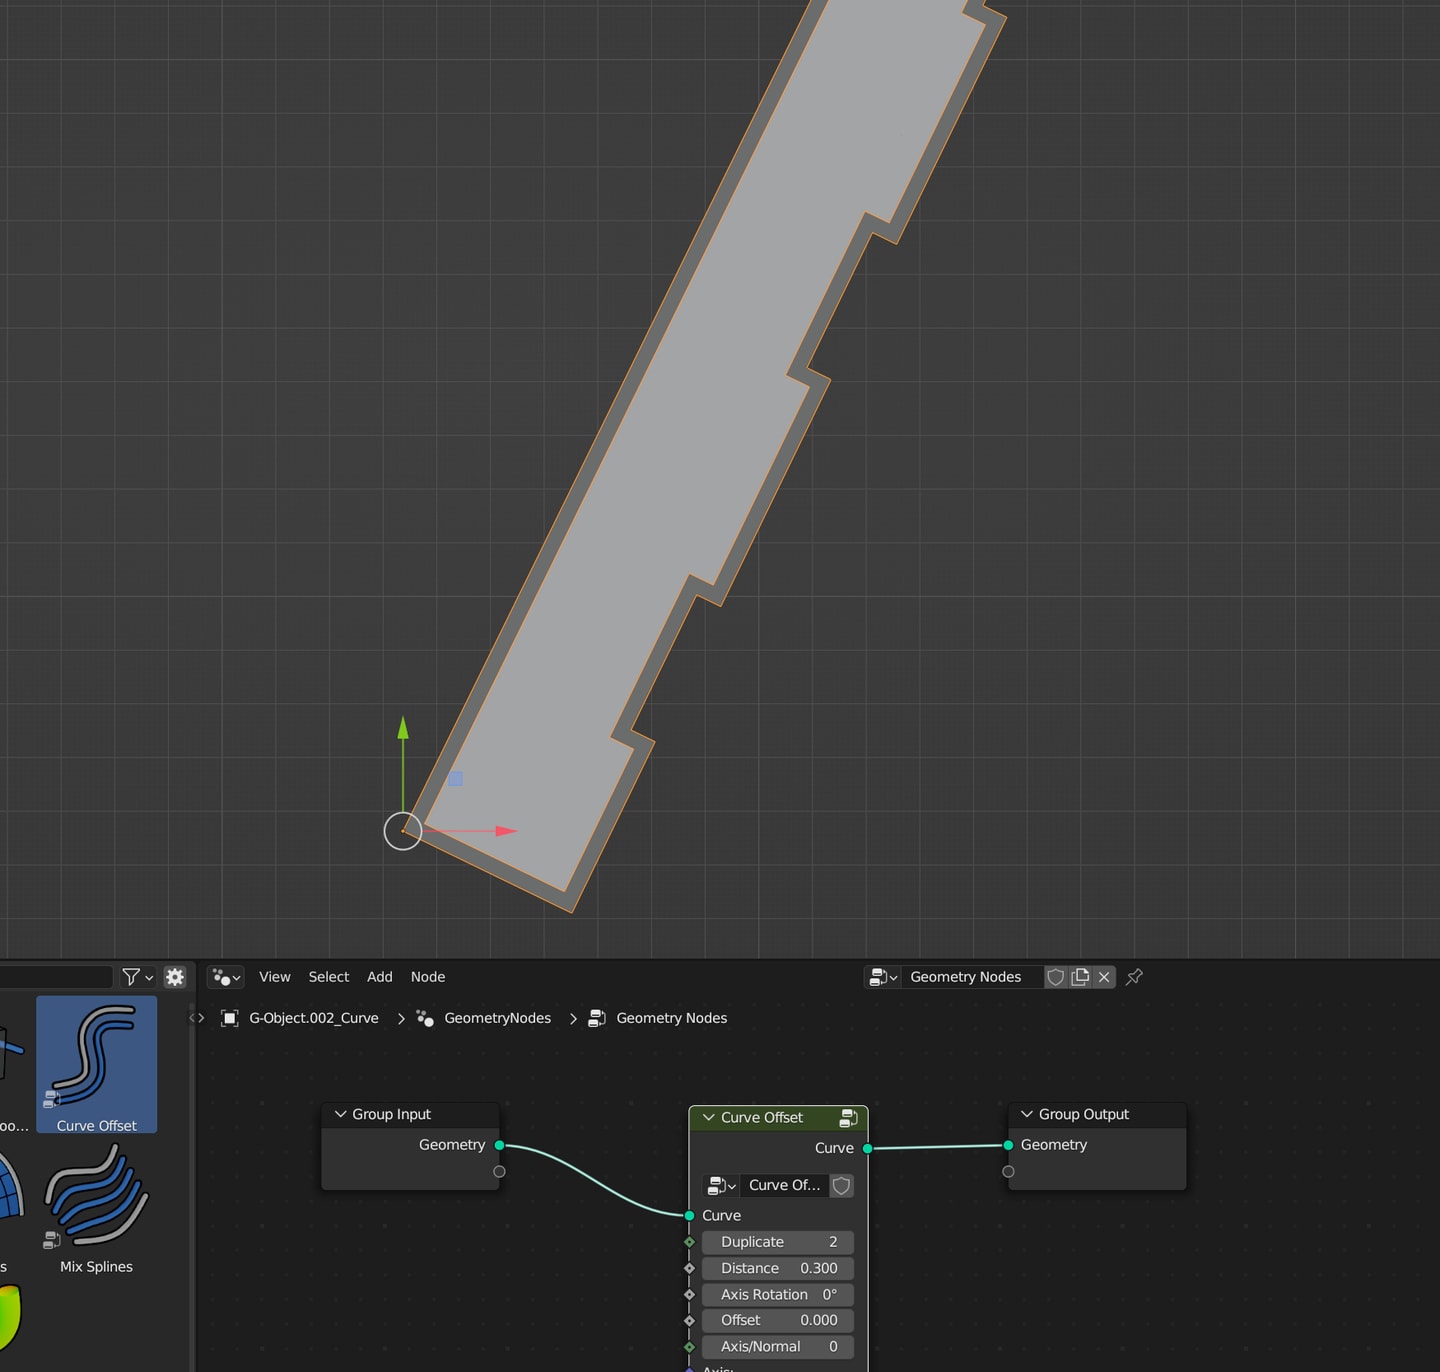 View Select Add Node
Geometry Nodes
G-Object.002_Curve > GeometryNodes > Geometry Nodes
oo...
Curve Offset
s
Mix Splines
Group Input
Geometry
Curve Offset
Curve
Curve Of...
Curve
Duplicate 2
Distance 0.300
Axis Rotation 0°
Offset 0.000
Axis/Normal 0
Axis:
Group Output
Geometry